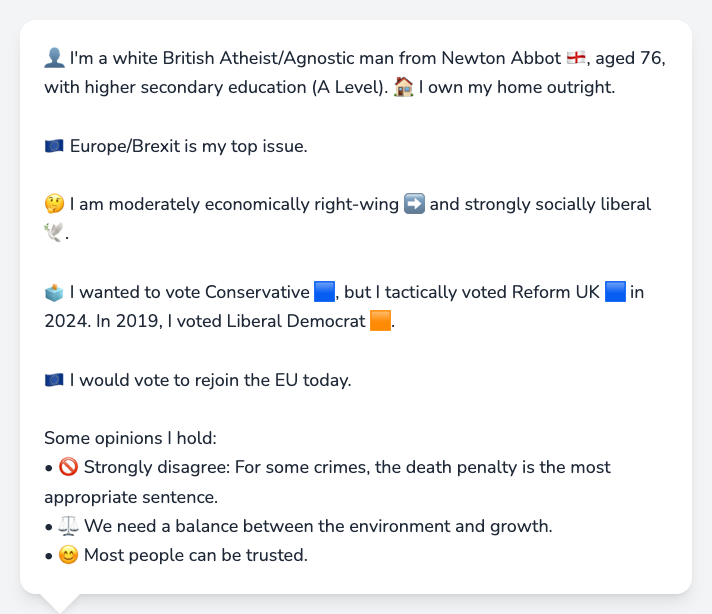 👤 I'm a white British Atheist/Agnostic man from Newton Abbot 🏴󠁧󠁢󠁥󠁮󠁧󠁿, aged 76,
with higher secondary education (A Level). 🏠 I own my home outright.
🇪🇺 Europe/Brexit is my top issue.
🤔 I am moderately economically right-wing ➡️ and strongly socially liberal
🕊️.
🗳️ I wanted to vote Conservative 🟦, but I tactically voted Reform UK 🟦 in
2024. In 2019, I voted Liberal Democrat 🟧.
🇪🇺 I would vote to rejoin the EU today.
Some opinions I hold:
• 🚫 Strongly disagree: For some crimes, the death penalty is the most
appropriate sentence.
• ⚖️ We need a balance between the environment and growth.
• 😊 Most people can be trusted.